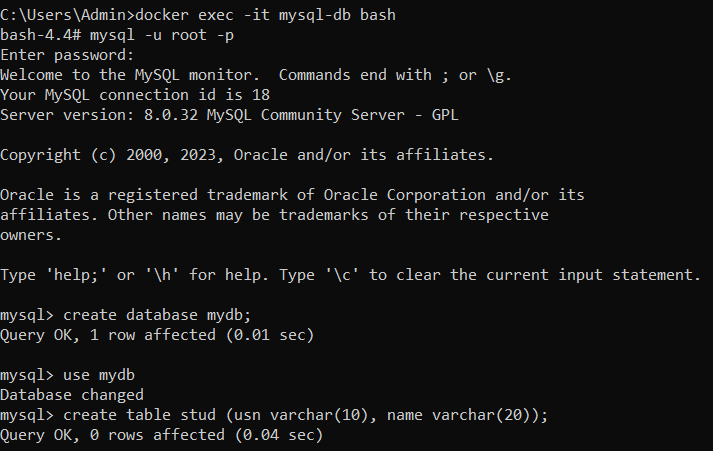 C:\Users\Admin>docker exec -it mysql-db bash
bash-4.4# mysql -u root -p
Enter password:
Welcome to the MySQL monitor.  Commands end with ; or \g.
Your MySQL connection id is 18
Server version: 8.0.32 MySQL Community Server - GPL

Copyright (c) 2000, 2023, Oracle and/or its affiliates.

Oracle is a registered trademark of Oracle Corporation and/or its
affiliates. Other names may be trademarks of their respective
owners.

Type 'help;' or '\h' for help. Type '\c' to clear the current input statement.

mysql> create database mydb;
Query OK, 1 row affected (0.01 sec)

mysql> use mydb
Database changed
mysql> create table stud (usn varchar(10), name varchar(20));
Query OK, 0 rows affected (0.04 sec)